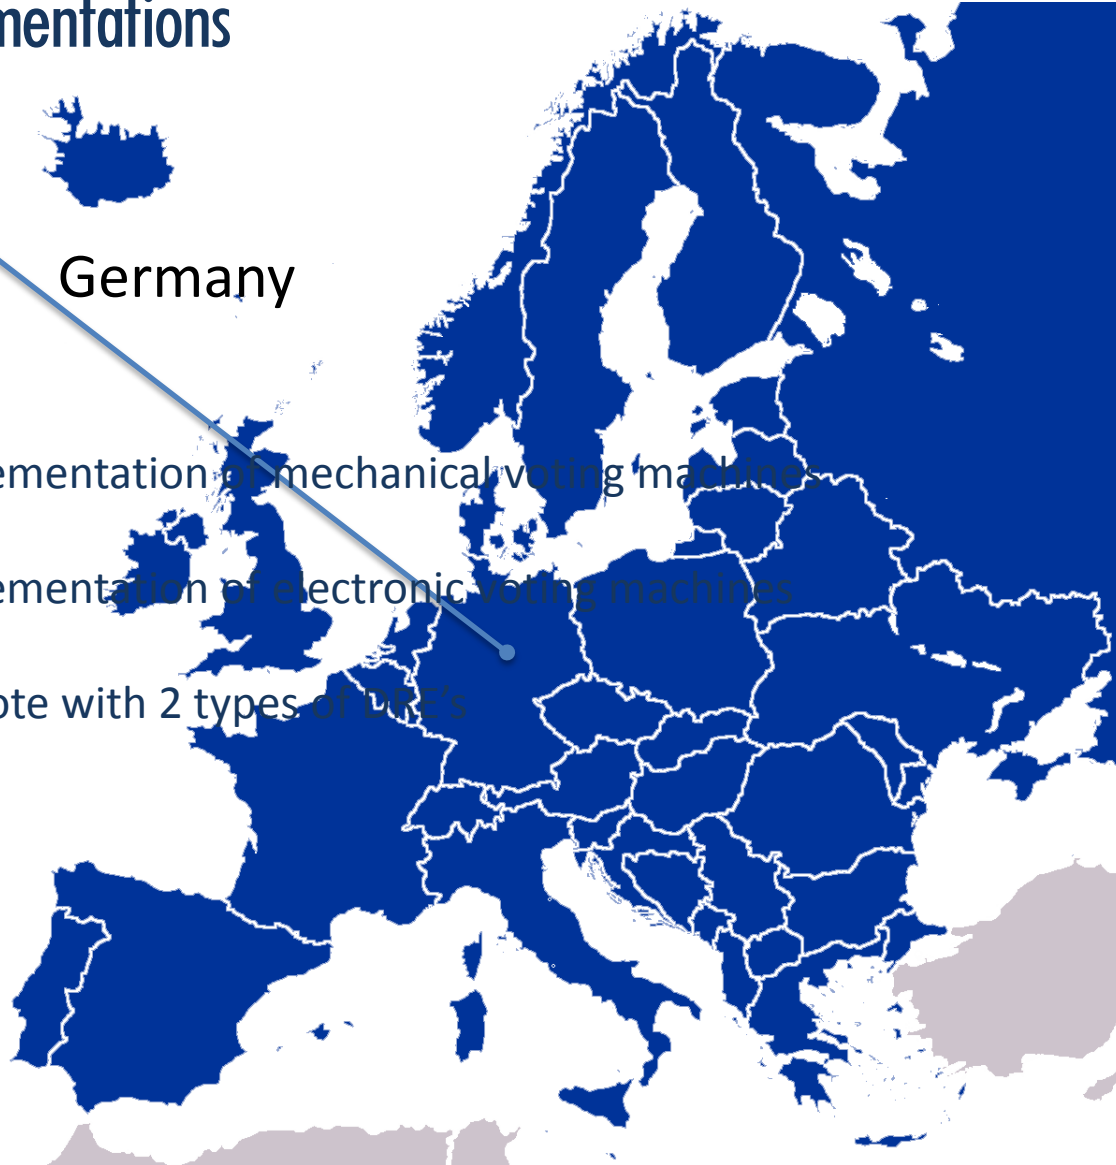 mentations
Germany
ementation of mechanical voting machines
ementation of electronic voting machines
ote with 2 types of DRE's